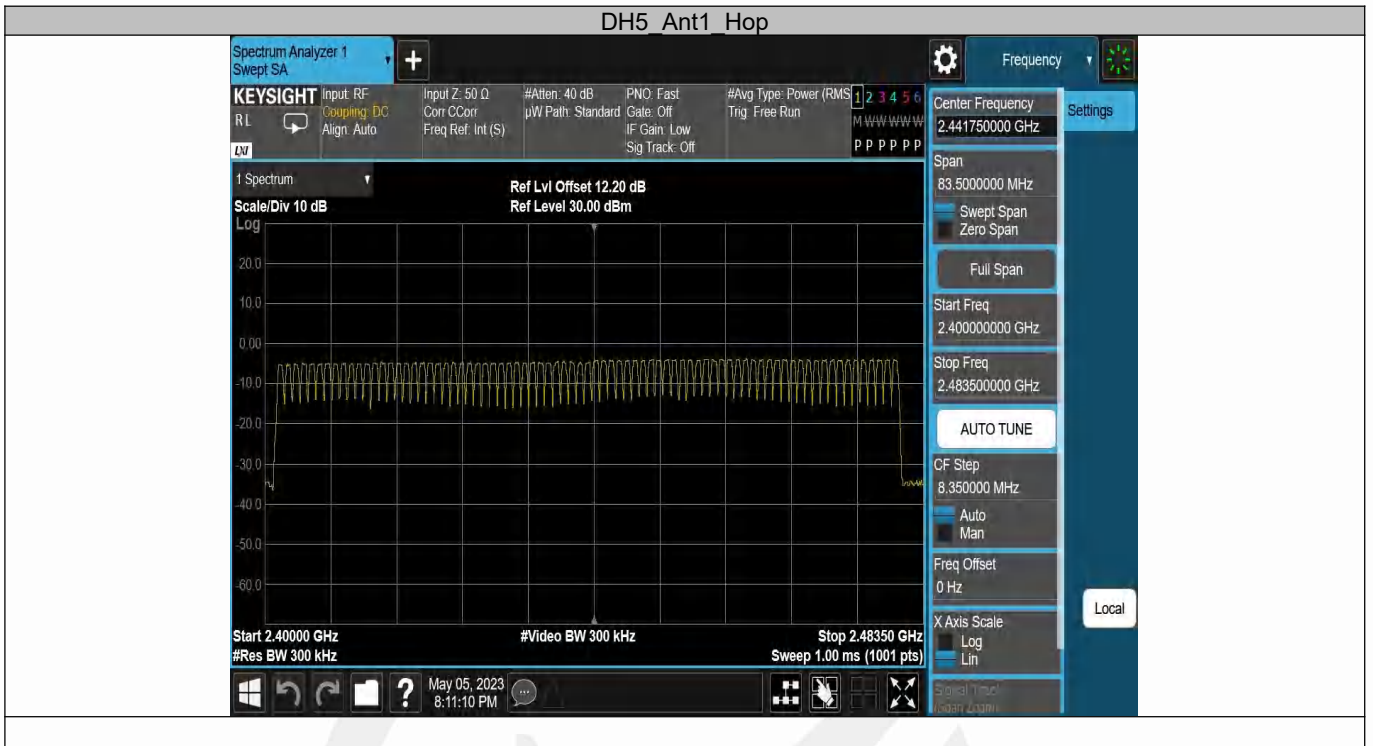 DH5_Ant1_Hop
Spectrum Analyzer 1
Swept SA
+
Frequency
KEYSIGHT
RL
LXI
Input: RF
Coupling: DC
Align: Auto
Input Z: 50 Ω
Corr CCorr
Freq Ref: Int (S)
#Atten: 40 dB
µW Path: Standard
PNO: Fast
Gate: Off
IF Gain: Low
Sig Track: Off
#Avg Type: Power (RMS
Trig: Free Run
1 2 3 4 5 6
M W W W W W
P P P P P P
Center Frequency
2.441750000 GHz
Settings
Span
83.5000000 MHz
Swept Span
Zero Span
Full Span
Start Freq
2.400000000 GHz
Stop Freq
2.483500000 GHz
AUTO TUNE
CF Step
8.350000 MHz
Auto
Man
Freq Offset
0 Hz
X Axis Scale
Log
Lin
Signal Track
(Span Zoom)
Local
1 Spectrum
Scale/Div 10 dB
Ref Lvl Offset 12.20 dB
Ref Level 30.00 dBm
Log
20.0
10.0
0.00
-10.0
-20.0
-30.0
-40.0
-50.0
-60.0
Start 2.40000 GHz
#Video BW 300 kHz
Stop 2.48350 GHz
#Res BW 300 kHz
Sweep 1.00 ms (1001 pts)
?
May 05, 2023
8:11:10 PM